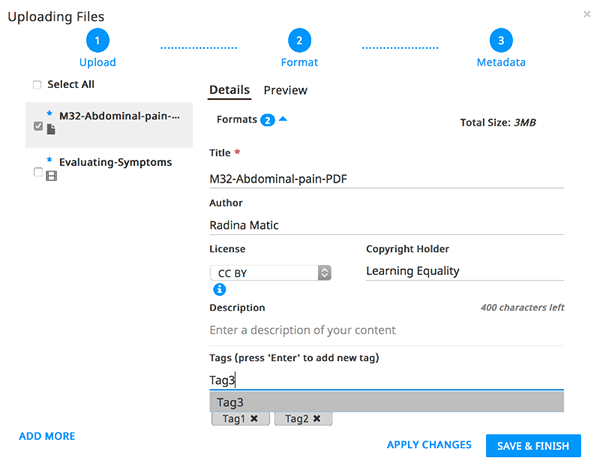 Uploading Files
×
1 2 3
Upload Format Metadata
Select All
* M32-Abdominal-pain-...
* Evaluating-Symptoms
Details Preview
Formats 2
Total Size: 3MB
Title *
M32-Abdominal-pain-PDF
Author
Radina Matic
License Copyright Holder
CC BY Learning Equality
i
Description 400 characters left
Enter a description of your content
Tags (press 'Enter' to add new tag)
Tag3
Tag3
Tag1 ✖ Tag2 ✖
ADD MORE
APPLY CHANGES SAVE & FINISH